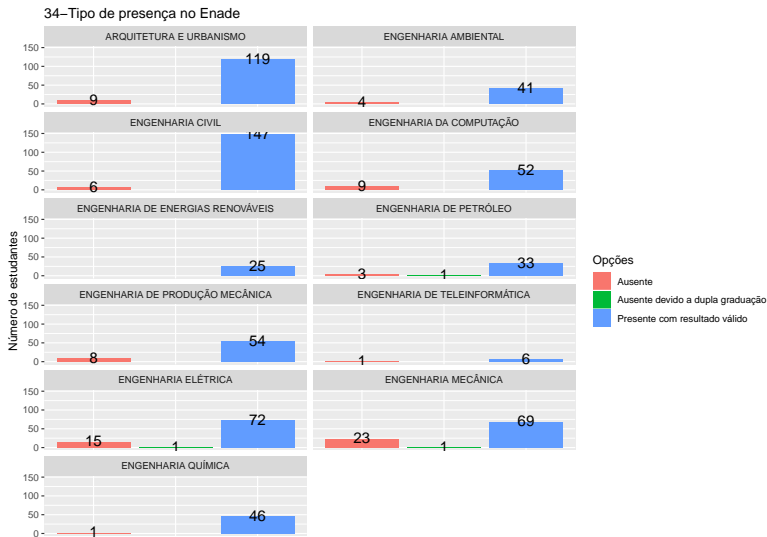 34–Tipo de presença no Enade
ARQUITETURA E URBANISMO
ENGENHARIA AMBIENTAL
150
100
50
0
9
119
4
41
ENGENHARIA CIVIL
ENGENHARIA DA COMPUTAÇÃO
150
100
50
0
6
147
9
52
ENGENHARIA DE ENERGIAS RENOVÁVEIS
ENGENHARIA DE PETRÓLEO
150
100
50
0
25
3
1
33
ENGENHARIA DE PRODUÇÃO MECÂNICA
ENGENHARIA DE TELEINFORMÁTICA
150
100
50
0
8
54
1
6
ENGENHARIA ELÉTRICA
ENGENHARIA MECÂNICA
150
100
50
0
15
1
72
23
1
69
ENGENHARIA QUÍMICA
150
100
50
0
1
46
Número de estudantes
Opções
Ausente
Ausente devido a dupla graduação
Presente com resultado válido